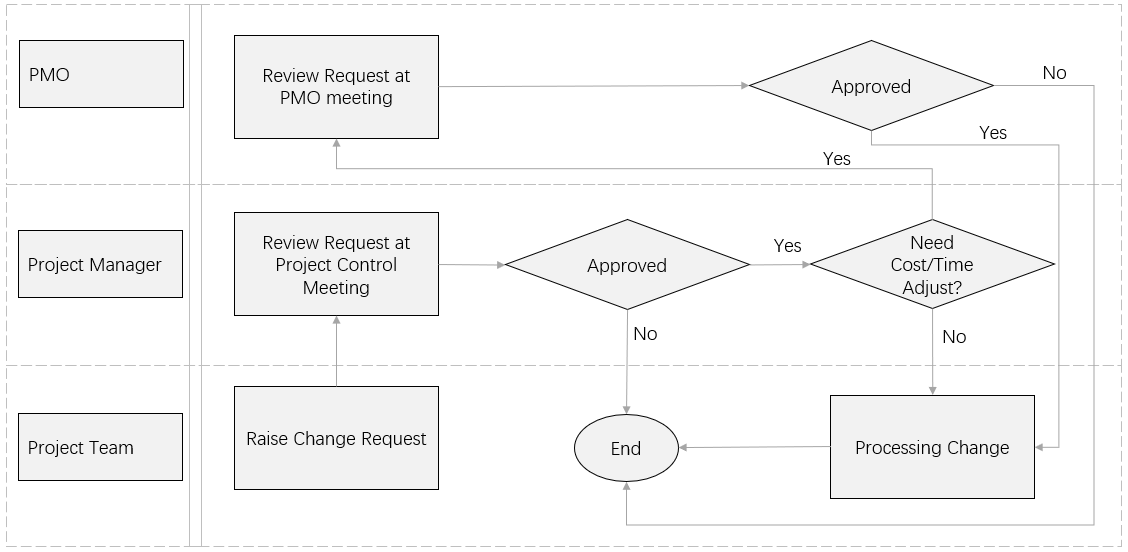 PMO
Review Request at
PMO meeting
Approved
No
Yes
Yes
Project Manager
Review Request at
Project Control
Meeting
Approved
Yes
Need
Cost/Time
Adjust?
No
No
Project Team
Raise Change Request
End
Processing Change